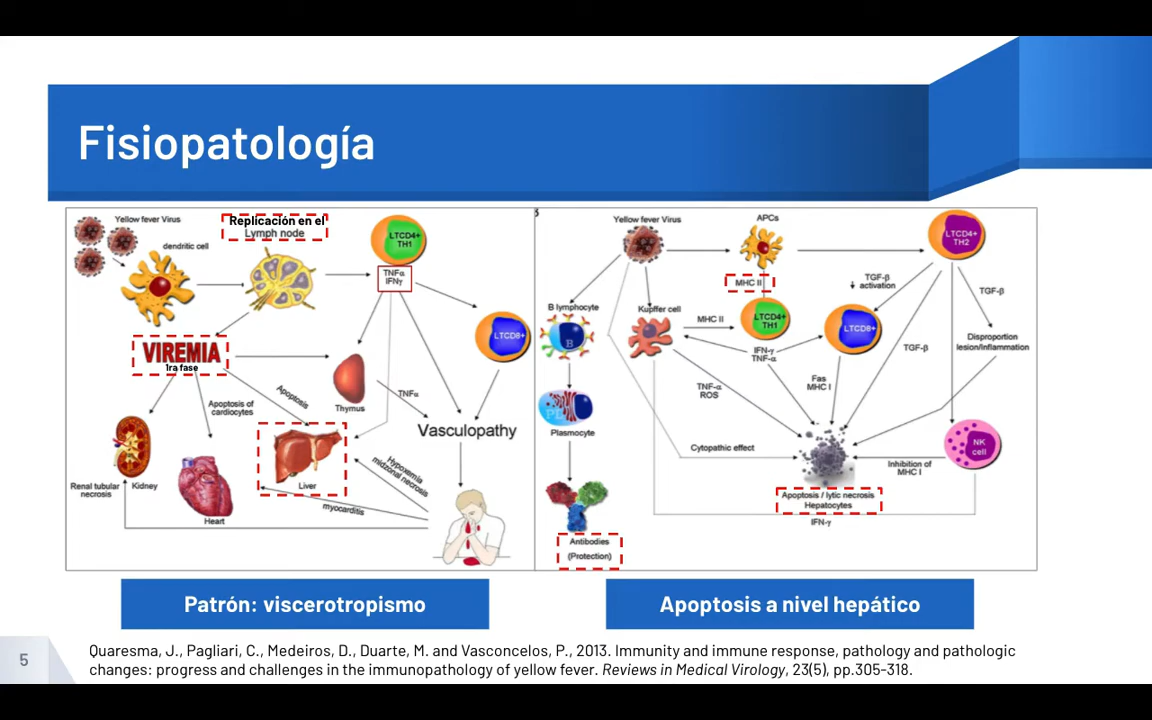 Fisiopatología
Yellow fever Virus
Replicación en el
Lymph node
dendritic cell
LTCD4+
TH1
TNFα
IFNγ
LTCD8+
VIREMIA
1ra fase
Apoptosis
Apoptosis of
cardiocytes
Thymus
TNFα
Vasculopathy
Renal tubular
necrosis
Kidney
Heart
Liver
Hypoxemia
midzonal necrosis
myocarditis
Yellow fever Virus
APCs
LTCD4+
TH2
MHC II
TGF-β
activation
TGF-β
B lymphocyte
B
Kupffer cell
MHC II
LTCD4+
TH1
LTCD8+
IFN-γ
TNF-α
TGF-β
Disproportion
lesion/inflammation
TNF-α
ROS
Fas
MHC I
Plasmocyte
Cytopathic effect
NK
cell
Inhibition of
MHC I
Apoptosis / lytic necrosis
Hepatocytes
IFN-γ
Antibodies
(Protection)
Patrón: viscerotropismo
Apoptosis a nivel hepático
5
Quaresma, J., Pagliari, C., Medeiros, D., Duarte, M. and Vasconcelos, P., 2013. Immunity and immune response, pathology and pathologic
changes: progress and challenges in the immunopathology of yellow fever. Reviews in Medical Virology, 23(5), pp.305-318.